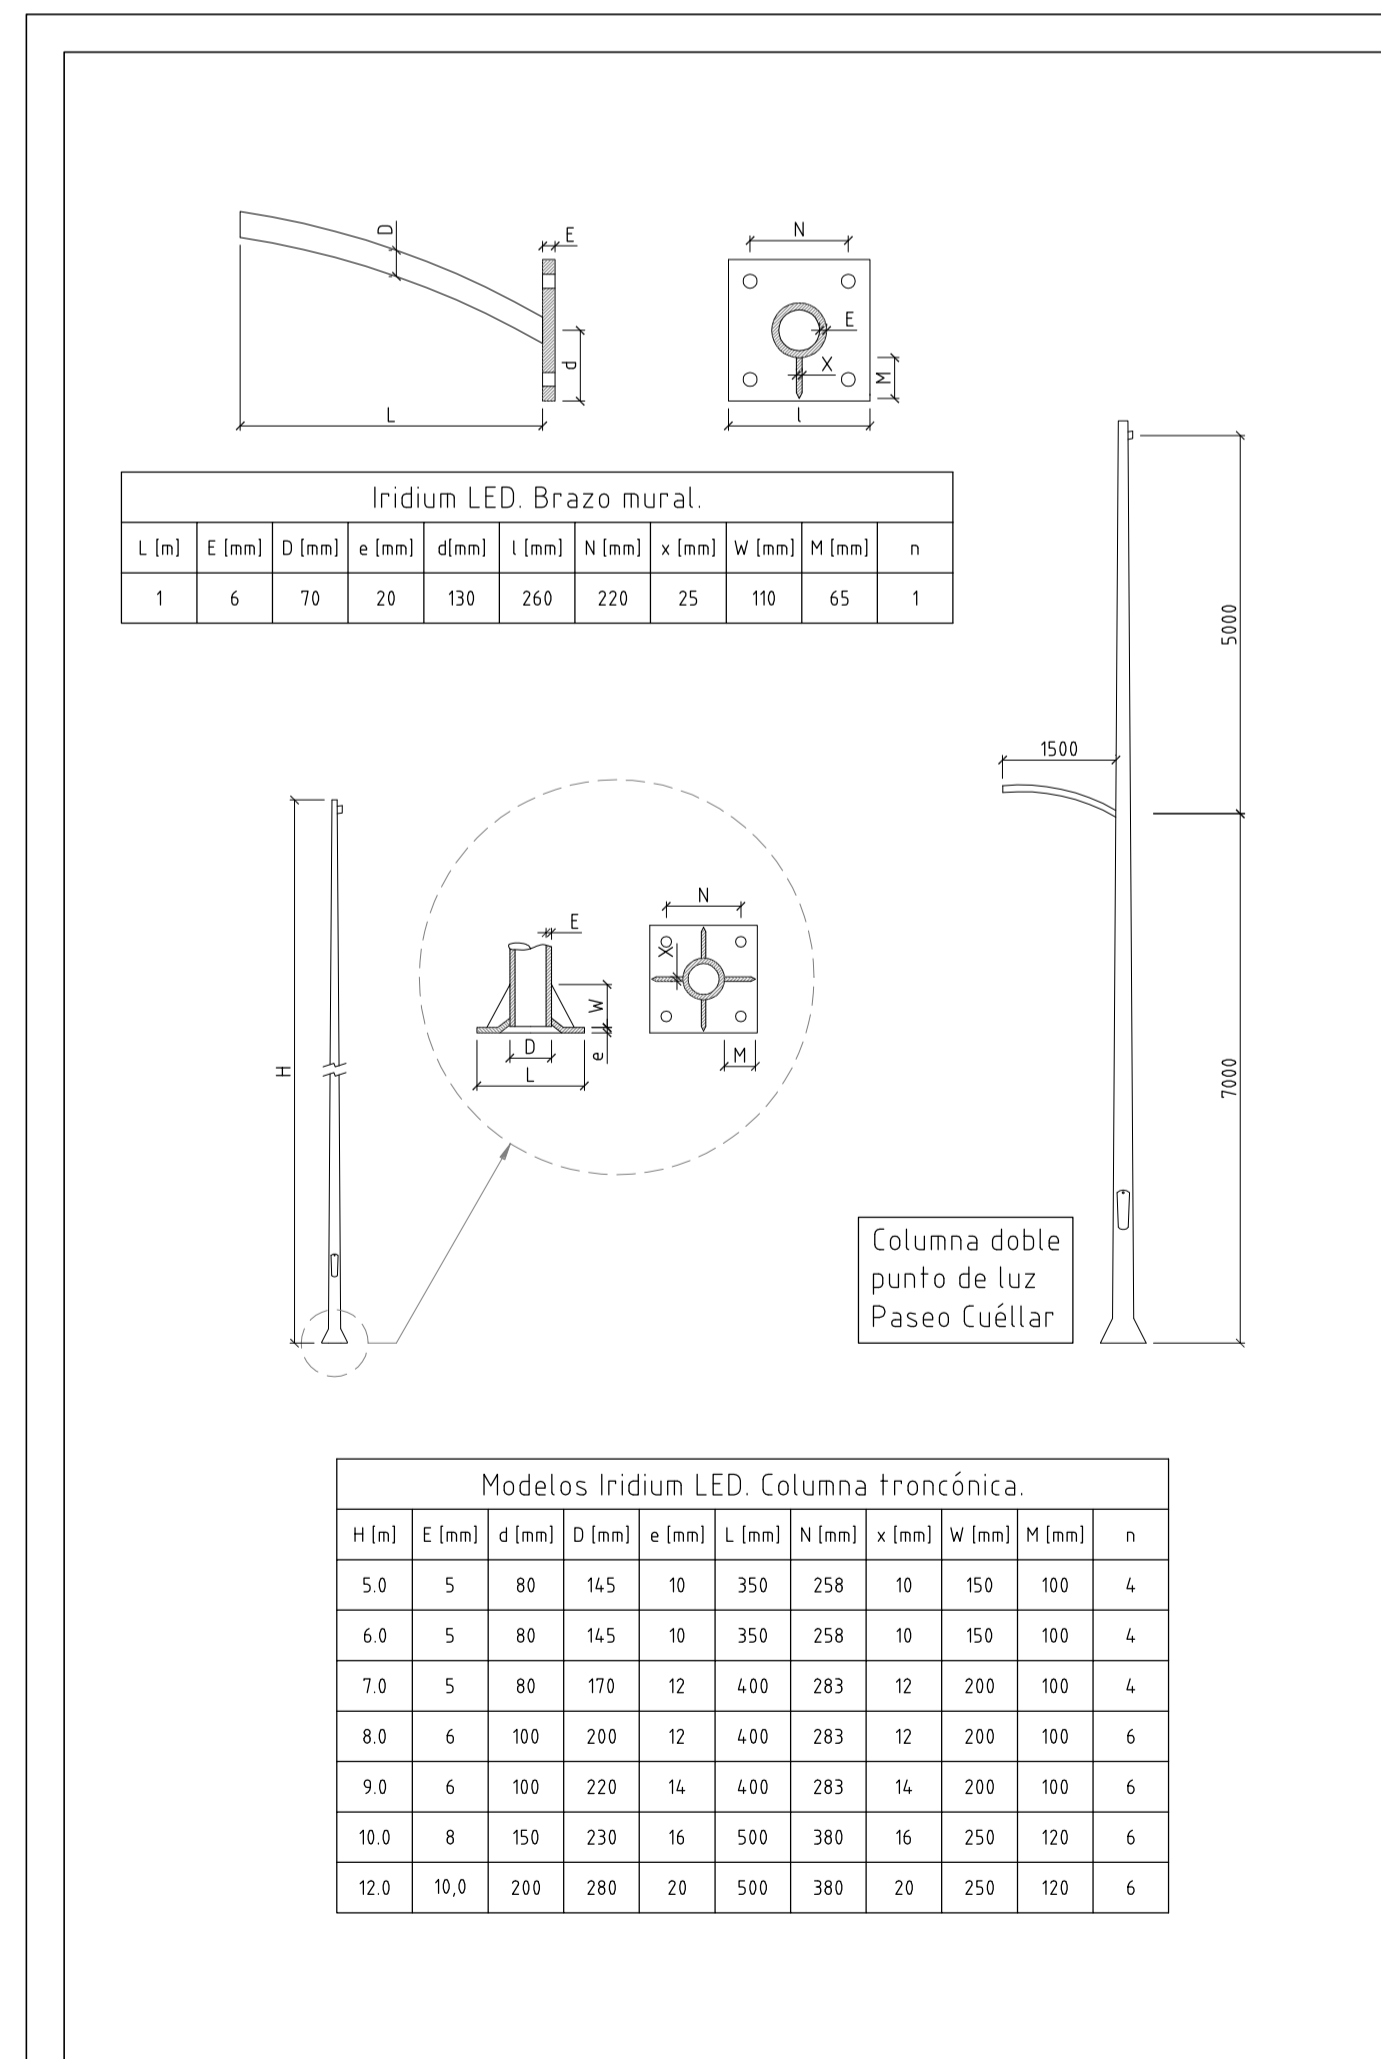 D
E
d
L
N
E
X
M
l
Iridium LED. Brazo mural.
L [m] E [mm] D [mm] e [mm] d[mm] l [mm] N [mm] x [mm] W [mm] M [mm] n
1 6 70 20 130 260 220 25 110 65 1
5000
1500
7000
H
E
W
e
D
L
N
X
M
Columna doble
punto de luz
Paseo Cuéllar
Modelos Iridium LED. Columna troncónica.
H [m] E [mm] d [mm] D [mm] e [mm] L [mm] N [mm] x [mm] W [mm] M [mm] n
5.0 5 80 145 10 350 258 10 150 100 4
6.0 5 80 145 10 350 258 10 150 100 4
7.0 5 80 170 12 400 283 12 200 100 4
8.0 6 100 200 12 400 283 12 200 100 6
9.0 6 100 220 14 400 283 14 200 100 6
10.0 8 150 230 16 500 380 16 250 120 6
12.0 10,0 200 280 20 500 380 20 250 120 6